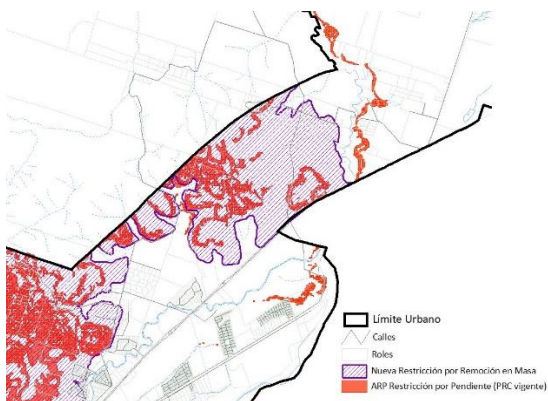 Límite Urbano
Calles
Roles
Nueva Restricción por Remoción en Masa
ARP Restricción por Pendiente (PRC vigente)